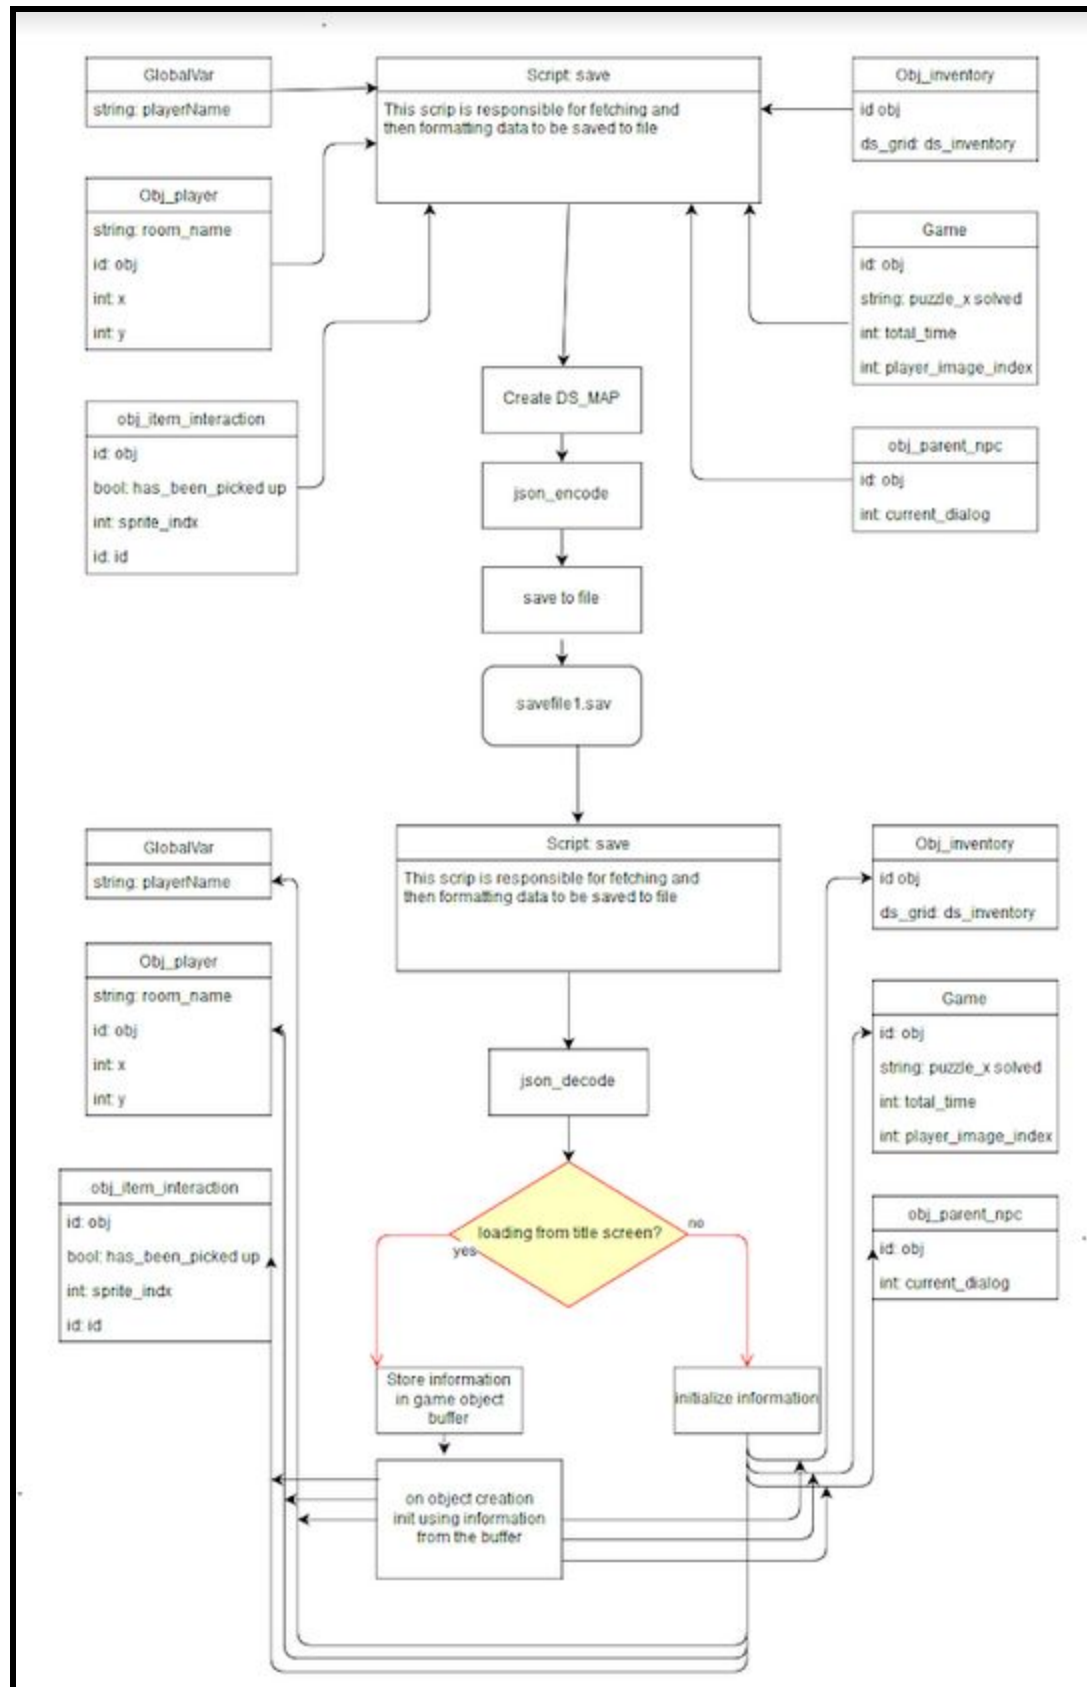 GlobalVar
string: playerName
Script: save
This scrip is responsible for fetching and
then formatting data to be saved to file
Obj_inventory
id obj
ds_grid: ds_inventory
Obj_player
string: room_name
id: obj
int: x
int: y
Game
id: obj
string: puzzle_x solved
int: total_time
int: player_image_index
obj_item_interaction
id: obj
bool: has_been_picked up
int: sprite_indx
id: id
obj_parent_npc
id: obj
int: current_dialog
Create DS_MAP
json_encode
save to file
savefile1.sav
GlobalVar
string: playerName
Script: save
This scrip is responsible for fetching and
then formatting data to be saved to file
Obj_inventory
id obj
ds_grid: ds_inventory
Obj_player
string: room_name
id: obj
int: x
int: y
Game
id: obj
string: puzzle_x solved
int: total_time
int: player_image_index
json_decode
obj_item_interaction
id: obj
bool: has_been_picked up
int: sprite_indx
id: id
obj_parent_npc
id: obj
int: current_dialog
loading from title screen?
yes
no
Store information
in game object
buffer
initialize information
on object creation
init using information
from the buffer